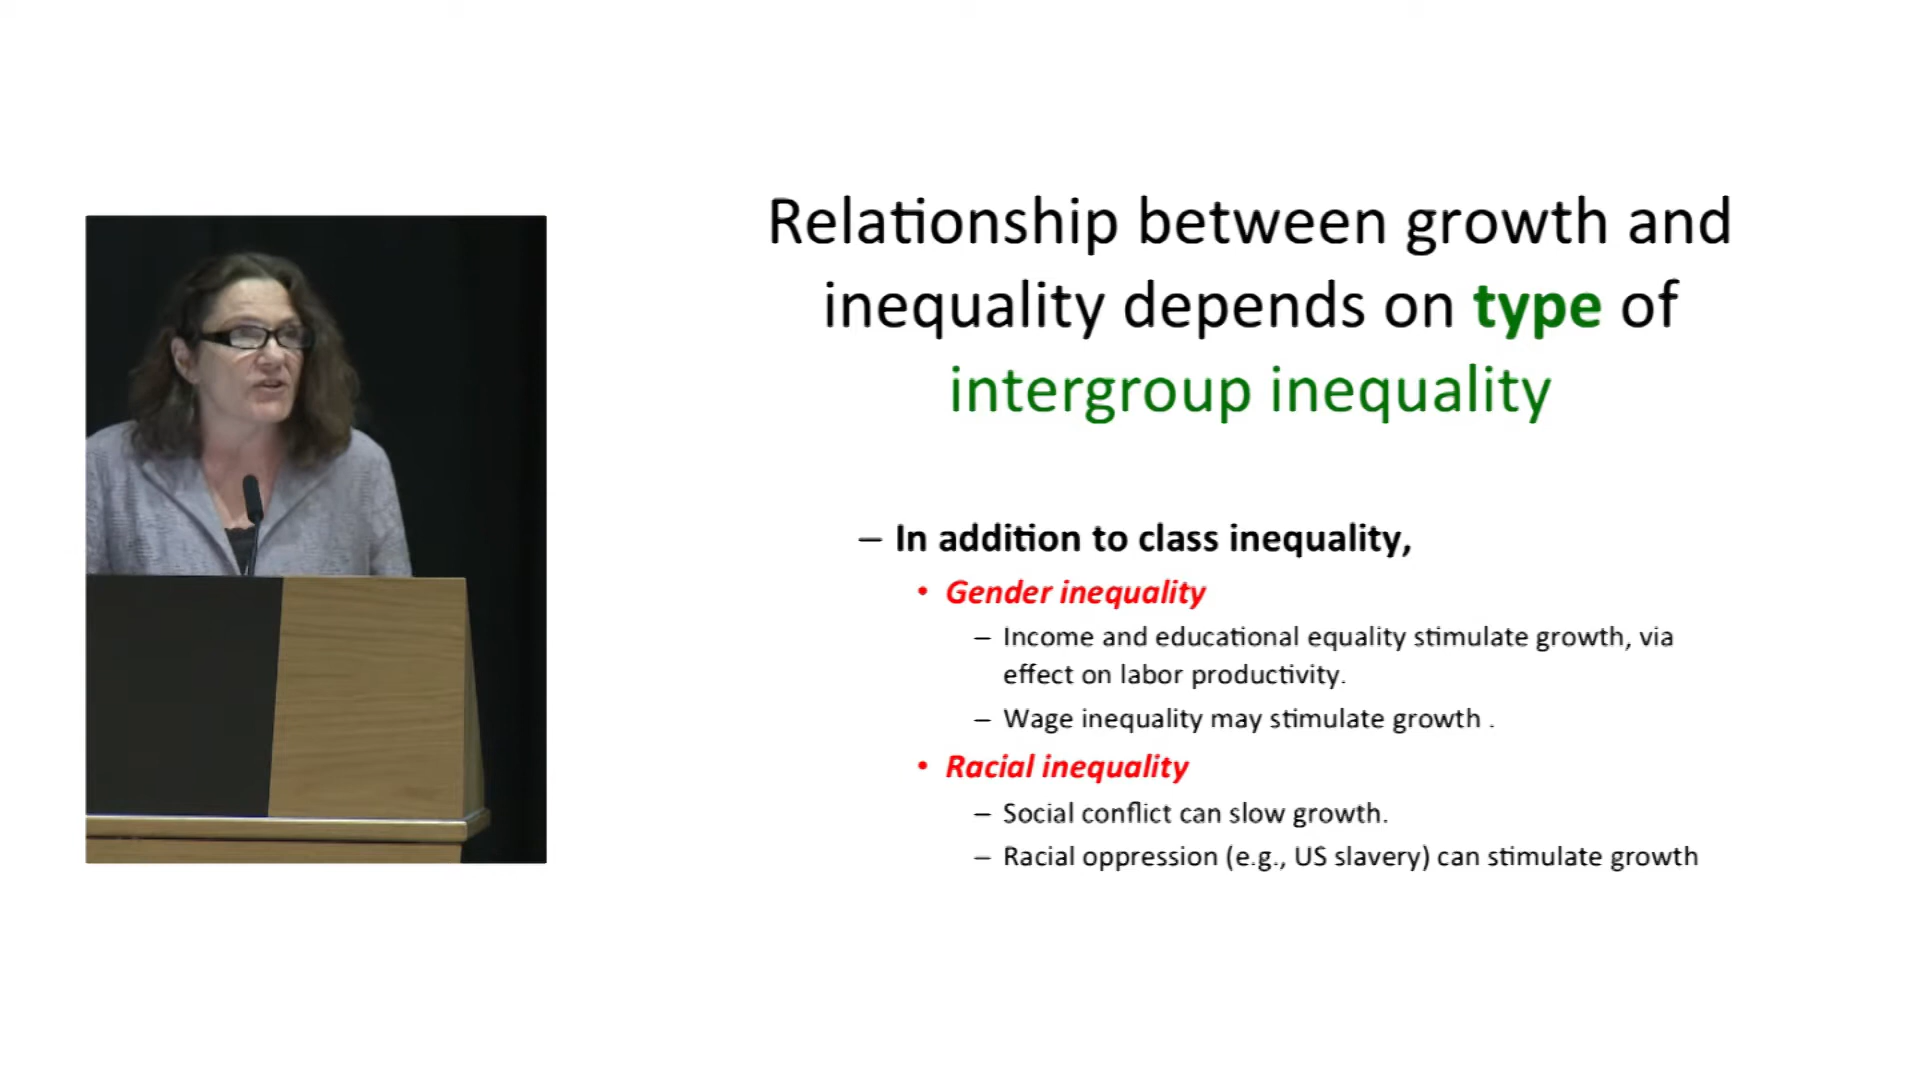 Relationship between growth and
inequality depends on type of
intergroup inequality
– In addition to class inequality,
• Gender inequality
– Income and educational equality stimulate growth, via
effect on labor productivity.
– Wage inequality may stimulate growth .
• Racial inequality
– Social conflict can slow growth.
– Racial oppression (e.g., US slavery) can stimulate growth